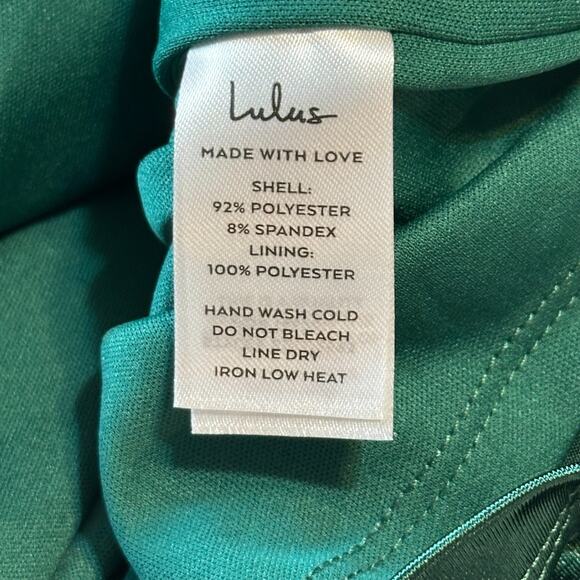 Lulus
MADE WITH LOVE
SHELL:
92% POLYESTER
8% SPANDEX
LINING:
100% POLYESTER
HAND WASH COLD
DO NOT BLEACH
LINE DRY
IRON LOW HEAT